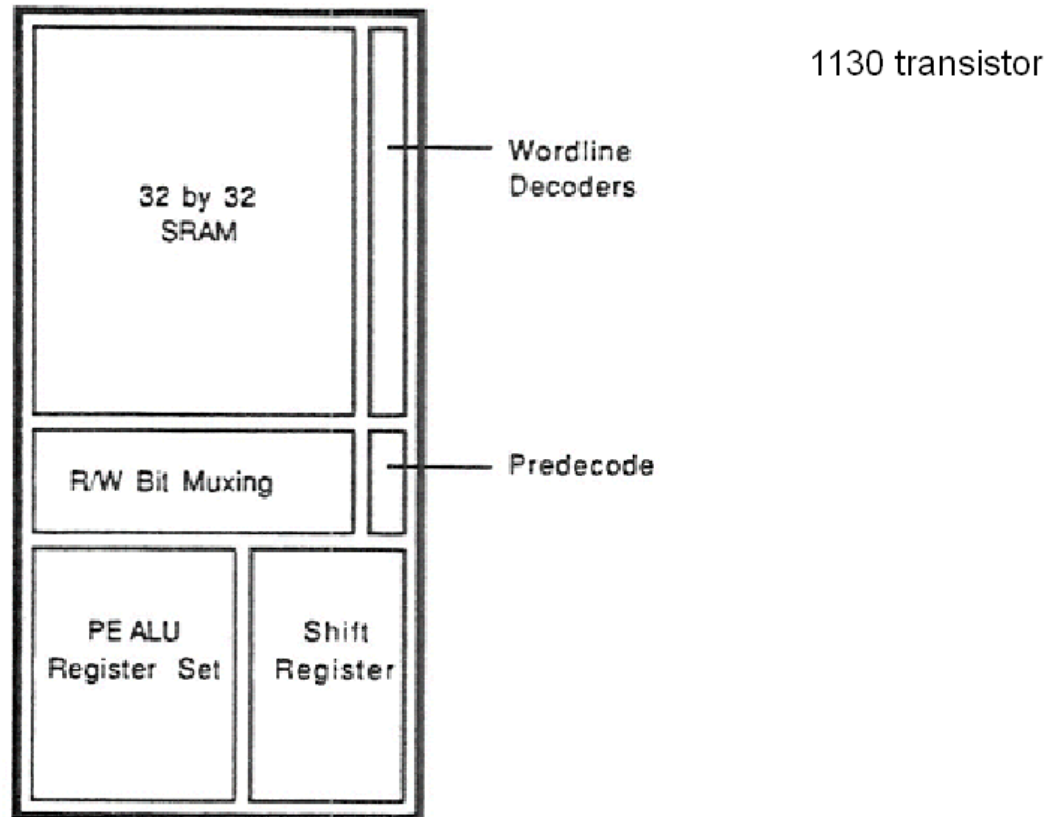 1130 transistor
Wordline
Decoders
32 by 32
SRAM
Predecode
R/W Bit Muxing
PE ALU
Register Set
Shift
Register